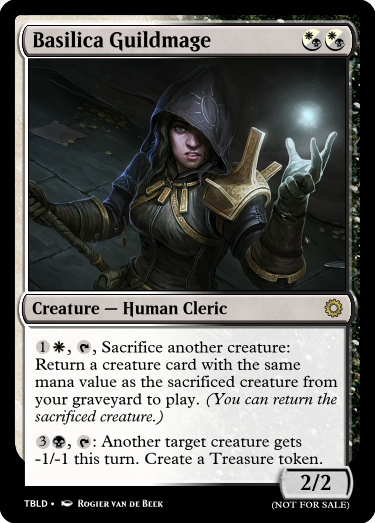 Basilica Guildmage
Creature — Human Cleric
1, Sacrifice another creature:
Return a creature card with the same
mana value as the sacrificed creature from
your graveyard to play. (You can return the
sacrificed creature.)
3, : Another target creature gets
-1/-1 this turn. Create a Treasure token.
2/2
TBLD • Rogier van de Beek
(NOT FOR SALE)